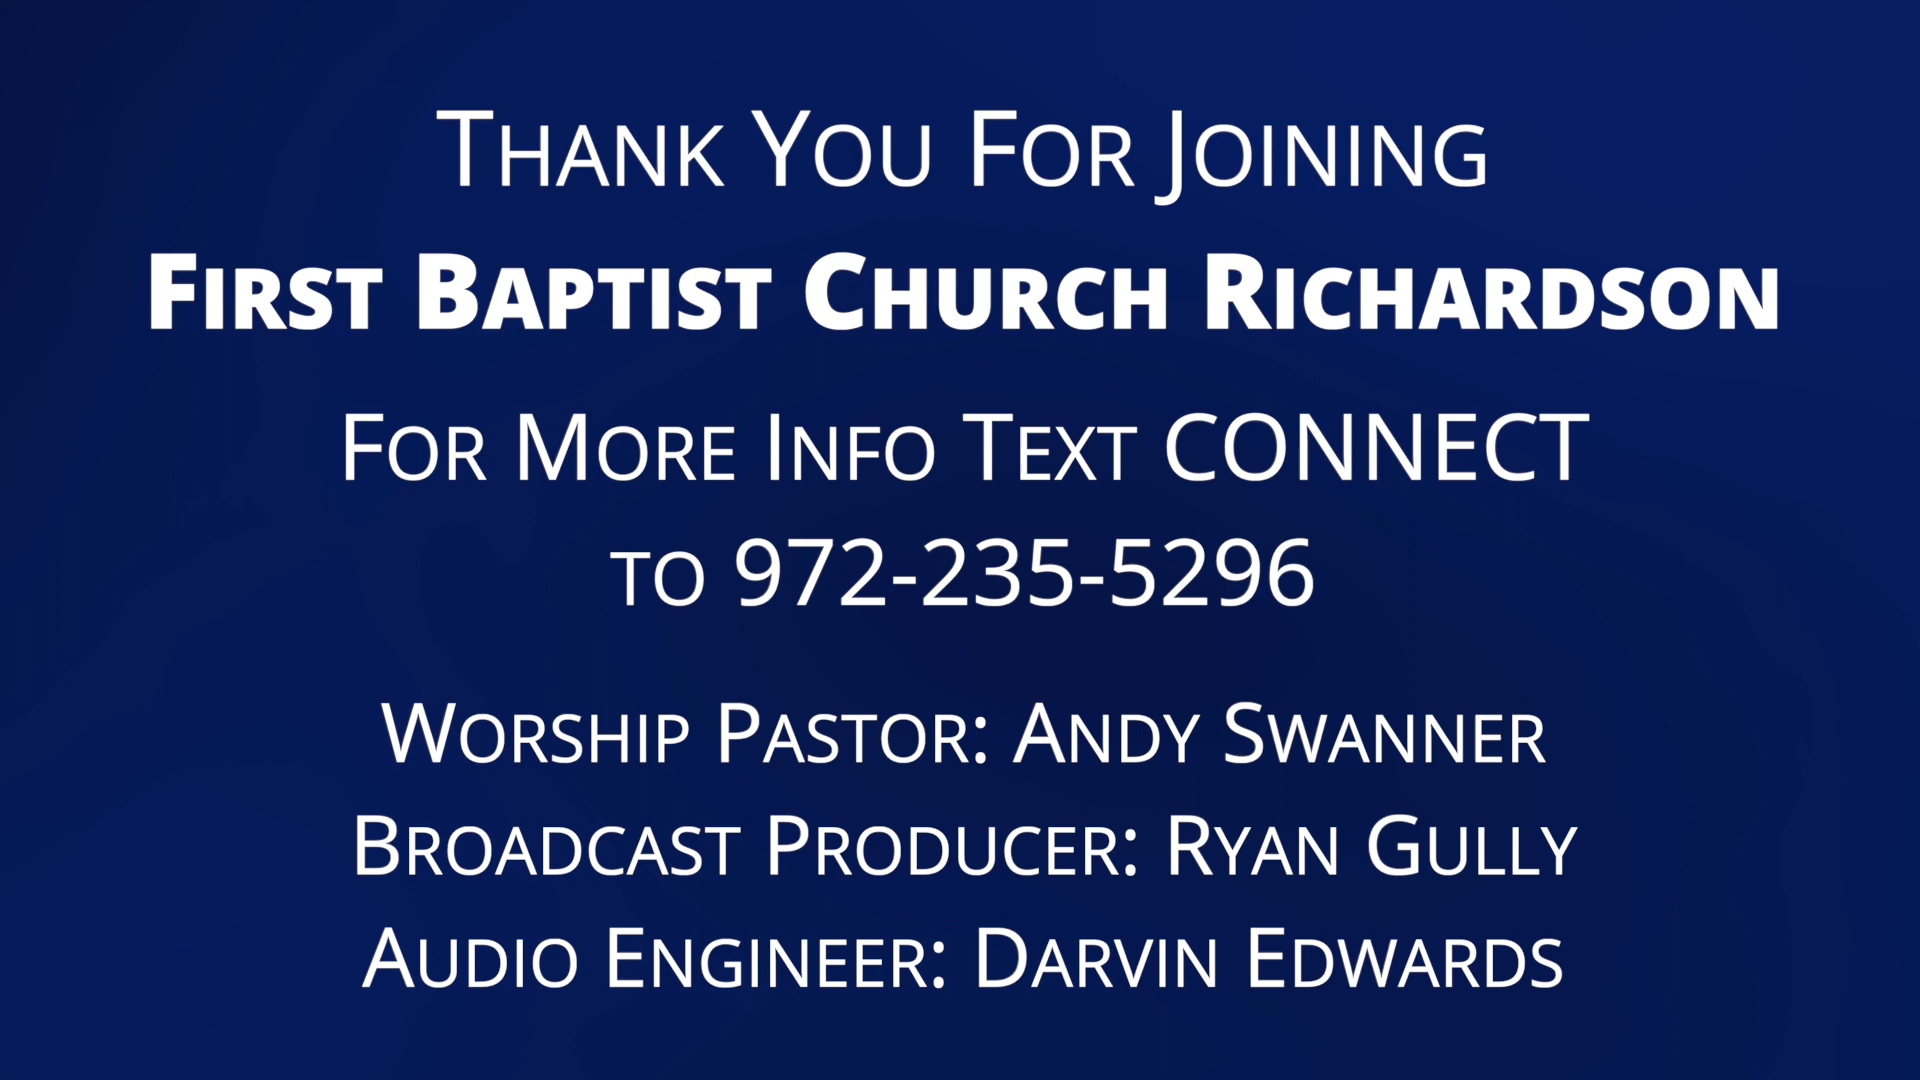 Thank You For Joining
First Baptist Church Richardson
For More Info Text CONNECT
to 972-235-5296
Worship Pastor: Andy Swanner
Broadcast Producer: Ryan Gully
Audio Engineer: Darvin Edwards